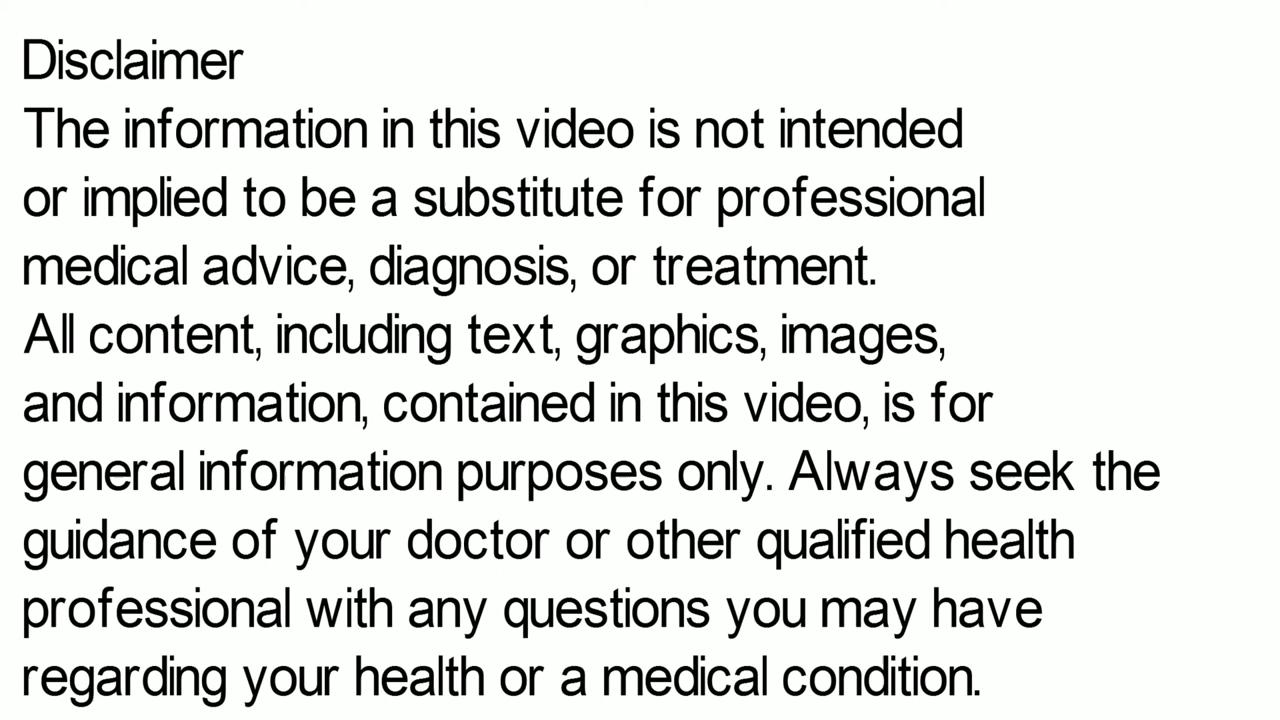 Disclaimer
The information in this video is not intended
or implied to be a substitute for professional
medical advice, diagnosis, or treatment.
All content, including text, graphics, images,
and information, contained in this video, is for
general information purposes only. Always seek the
guidance of your doctor or other qualified health
professional with any questions you may have
regarding your health or a medical condition.